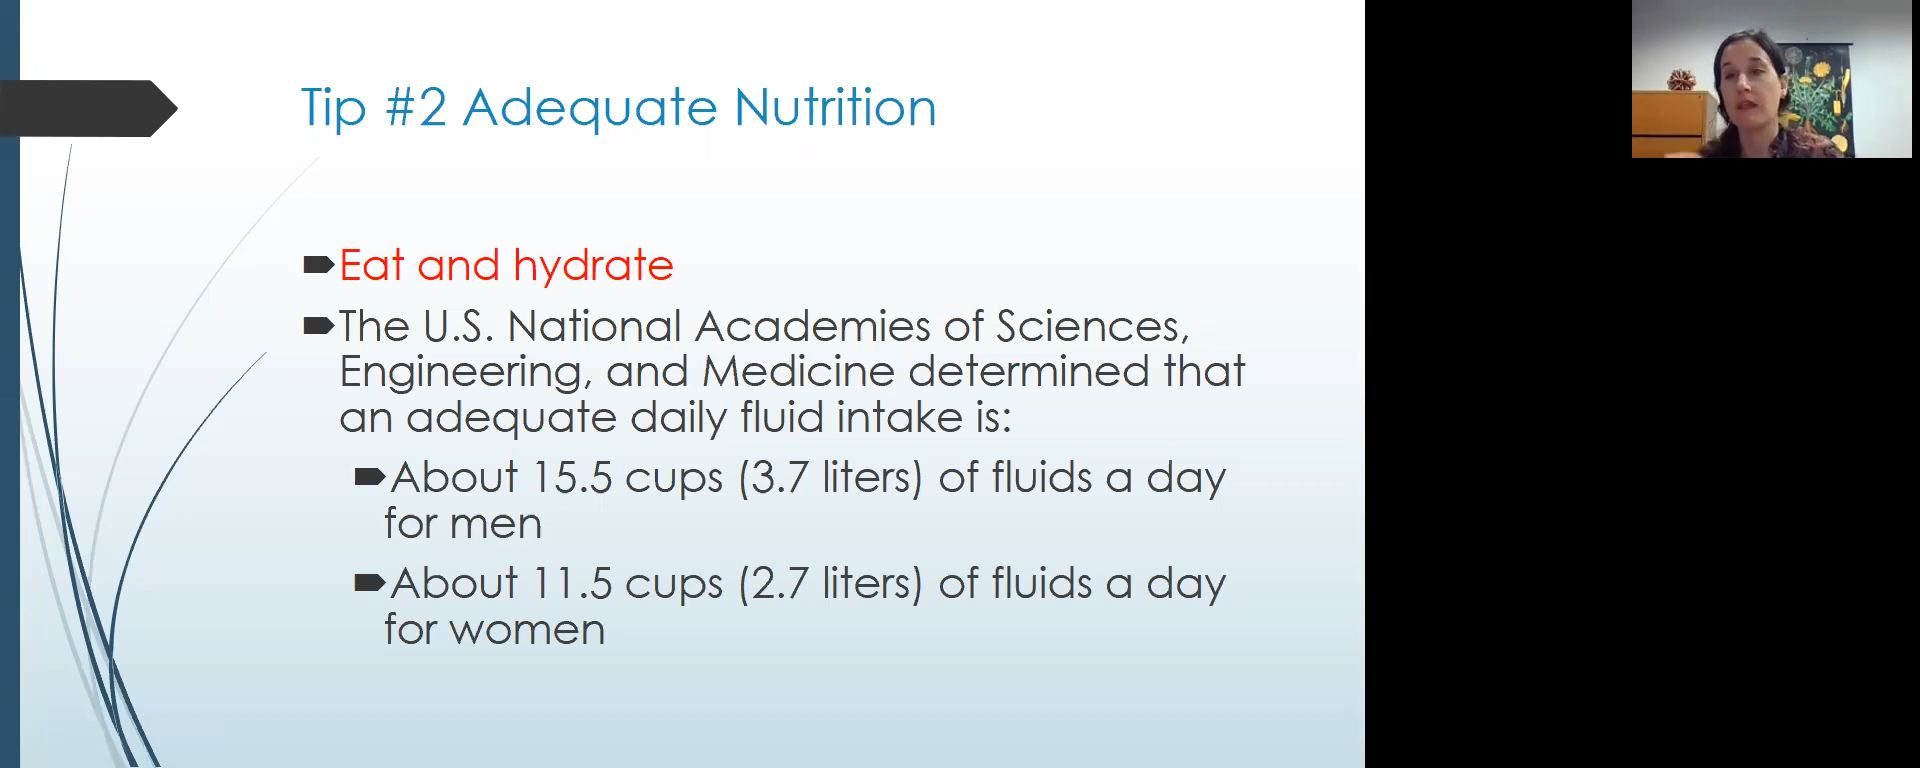 Tip #2 Adequate Nutrition
Eat and hydrate
The U.S. National Academies of Sciences,
Engineering, and Medicine determined that
an adequate daily fluid intake is:
About 15.5 cups (3.7 liters) of fluids a day
for men
About 11.5 cups (2.7 liters) of fluids a day
for women